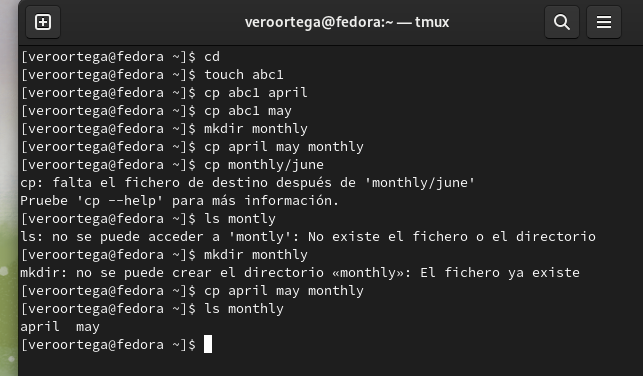 veroortega@fedora:~ — tmux
[veroortega@fedora ~]$ cd
[veroortega@fedora ~]$ touch abc1
[veroortega@fedora ~]$ cp abc1 april
[veroortega@fedora ~]$ cp abc1 may
[veroortega@fedora ~]$ mkdir monthly
[veroortega@fedora ~]$ cp april may monthly
[veroortega@fedora ~]$ cp monthly/june
cp: falta el fichero de destino después de 'monthly/june'
Pruebe 'cp --help' para más información.
[veroortega@fedora ~]$ ls montly
ls: no se puede acceder a 'montly': No existe el fichero o el directorio
[veroortega@fedora ~]$ mkdir monthly
mkdir: no se puede crear el directorio «monthly»: El fichero ya existe
[veroortega@fedora ~]$ cp april may monthly
[veroortega@fedora ~]$ ls monthly
april  may
[veroortega@fedora ~]$